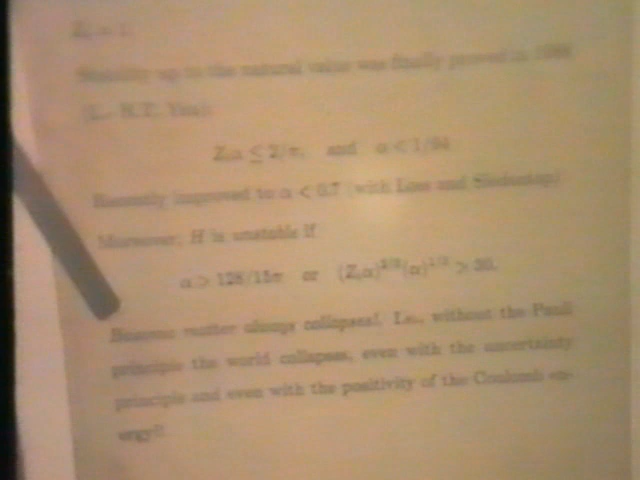 Stability up to the natural value was finally proved in
Zα ≤ 2/π, and α < 1/94
Recently improved to α < 0.7 (with Loss and Siedentop)
Moreover, H is unstable if
α > 128/15π or
Bosonic matter always collapses!. I.e., without the Pauli
principle the world collapses, even with the uncertainty
principle and even with the positivity of the Coulomb en-
ergy!!